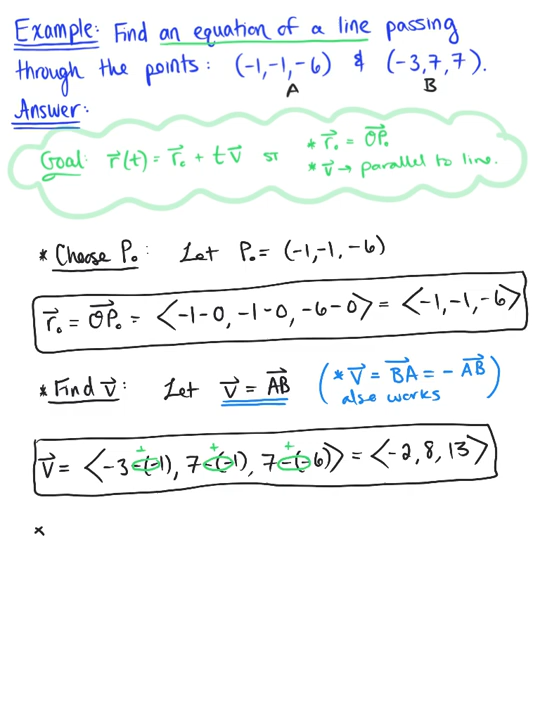 Example: Find an equation of a line passing
through the points: (-1,-1,-6) & (-3,7,7).
A B
Answer:
Goal: r⃗(t) = r⃗₀ + t v⃗ st * r⃗₀ = OP⃗₀
* v⃗ → parallel to line.
* Choose P₀: Let P₀ = (-1,-1,-6)
r⃗₀ = OP⃗₀ = <-1-0, -1-0, -6-0> = <-1,-1,-6>
* Find v⃗: Let v⃗ = AB⃗ (* v⃗ = BA⃗ = -AB⃗
also works)
+ + +
v⃗ = <-3-(-1), 7-(-1), 7-(-6)> = <-2, 8, 13>
*